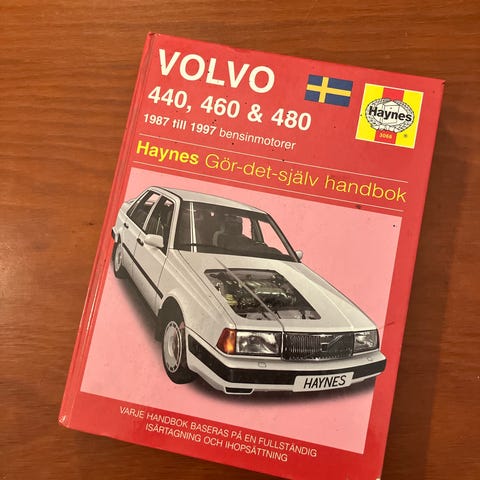 VOLVO
440, 460 & 480
1987 till 1997 bensinmotorer
Haynes
3066
®
Haynes Gör-det-själv handbok
HAYNES
VARJE HANDBOK BASERAS PÅ EN FULLSTÄNDIG
ISÄRTAGNING OCH IHOPSÄTTNING